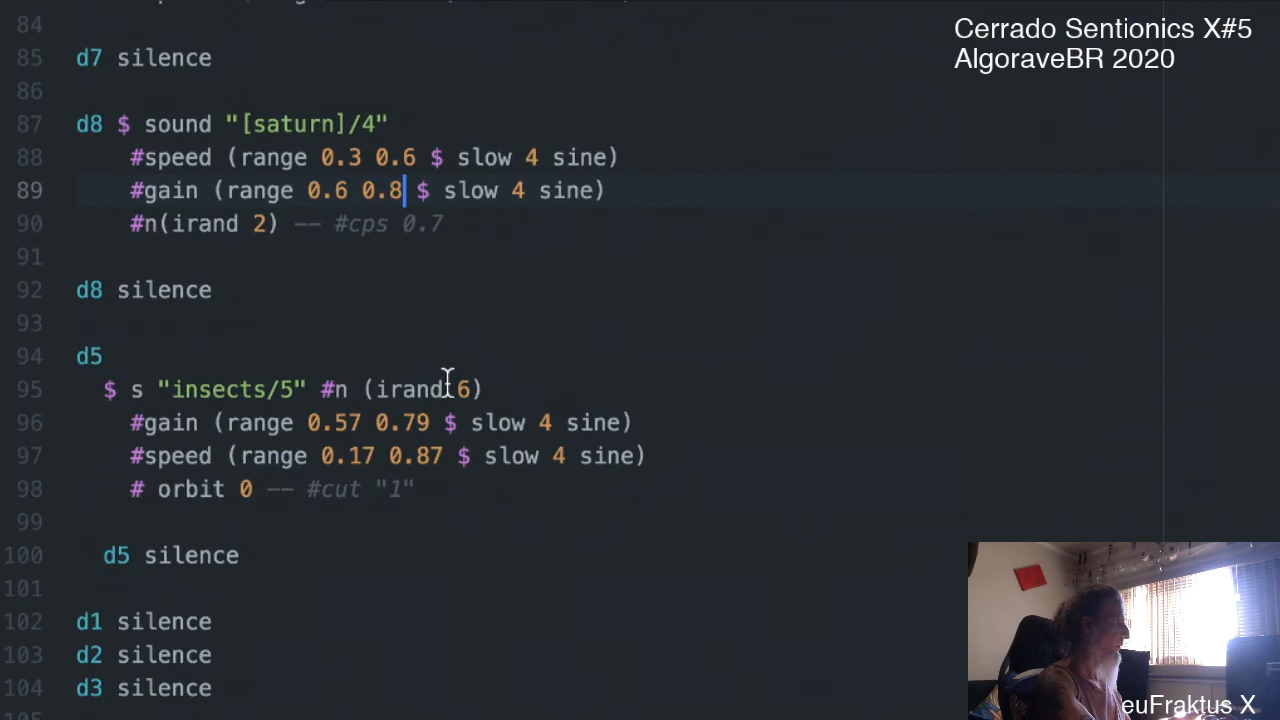 Cerrado Sentionics X#5
AlgoraveBR 2020
84
85 d7 silence
86
87 d8 $ sound "[saturn]/4"
88 #speed (range 0.3 0.6 $ slow 4 sine)
89 #gain (range 0.6 0.8 $ slow 4 sine)
90 #n(irand 2) -- #cps 0.7
91
92 d8 silence
93
94 d5
95 $ s "insects/5" #n (irand 6)
96 #gain (range 0.57 0.79 $ slow 4 sine)
97 #speed (range 0.17 0.87 $ slow 4 sine)
98 # orbit 0 -- #cut "1"
99
100 d5 silence
101
102 d1 silence
103 d2 silence
104 d3 silence
euFraktus X